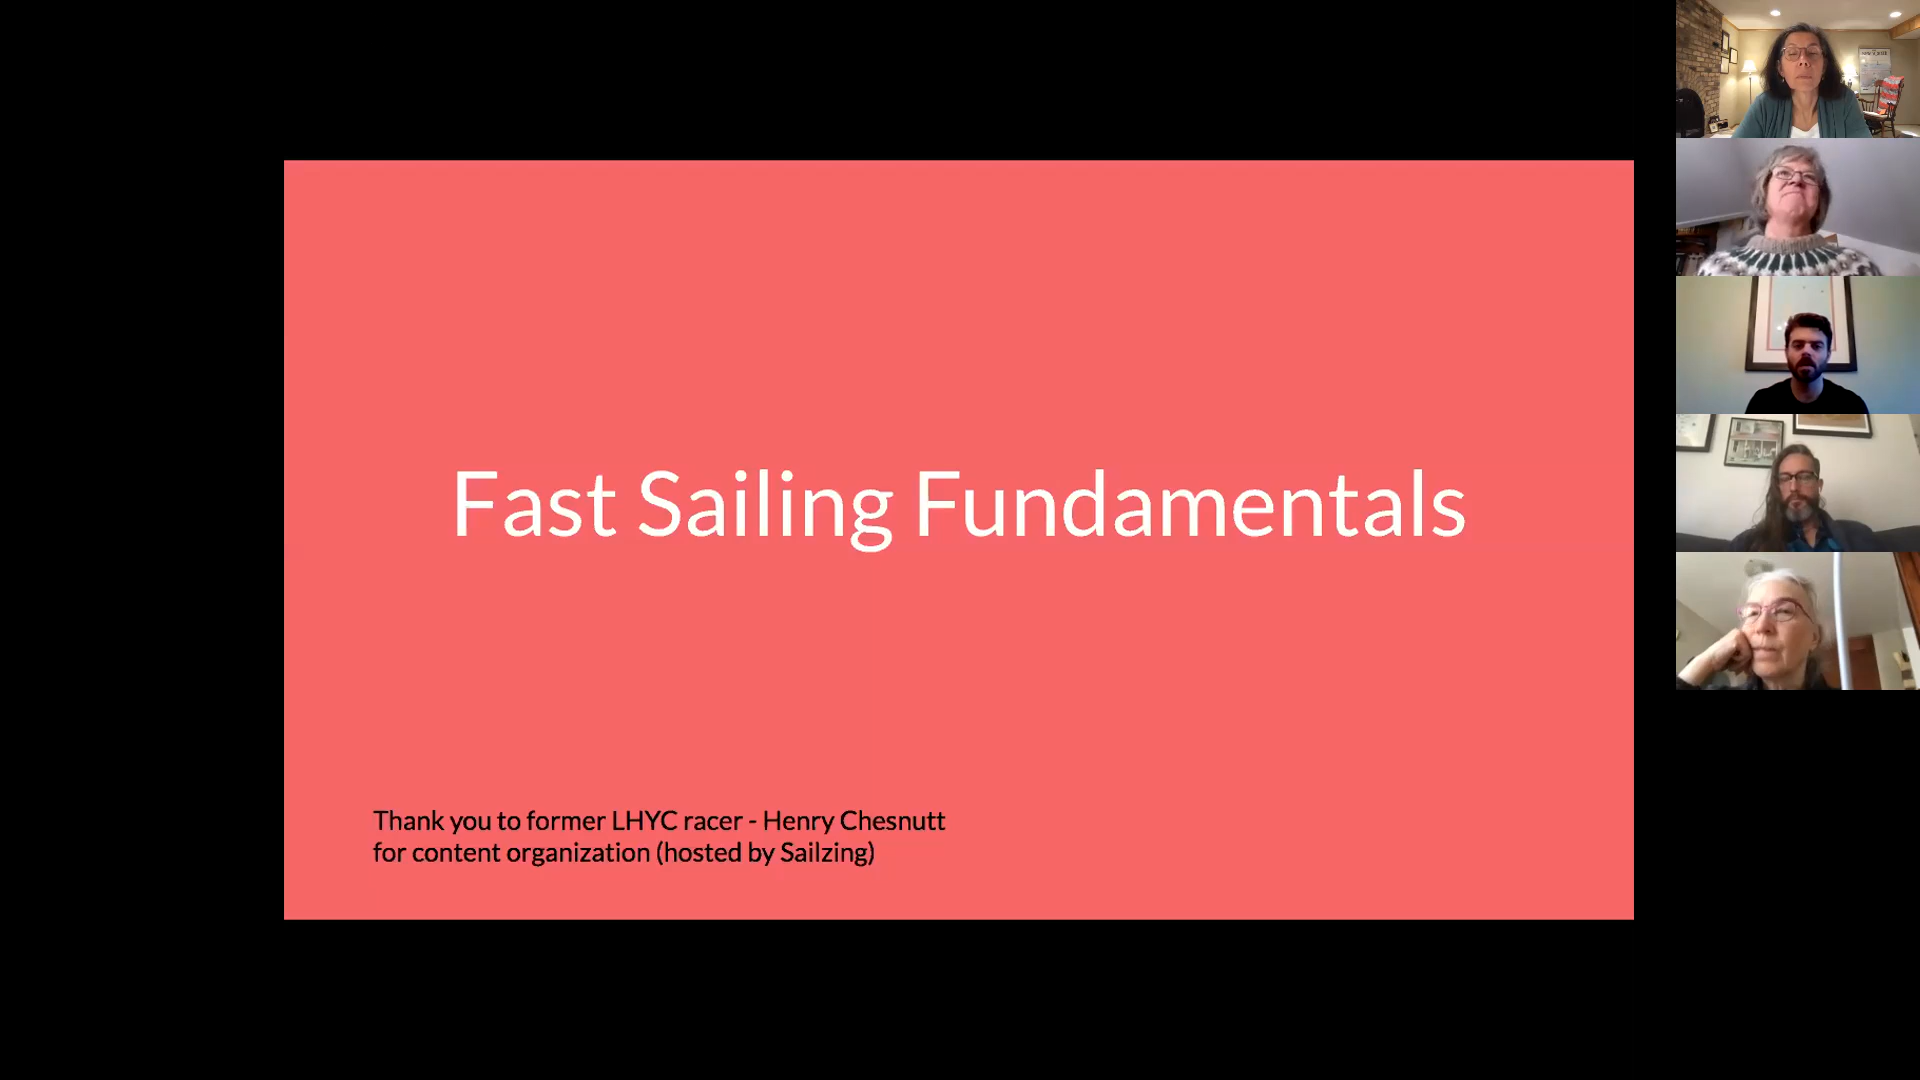 Fast Sailing Fundamentals
Thank you to former LHYC racer - Henry Chesnutt
for content organization (hosted by Sailzing)